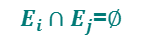 E_i ∩ E_j=∅